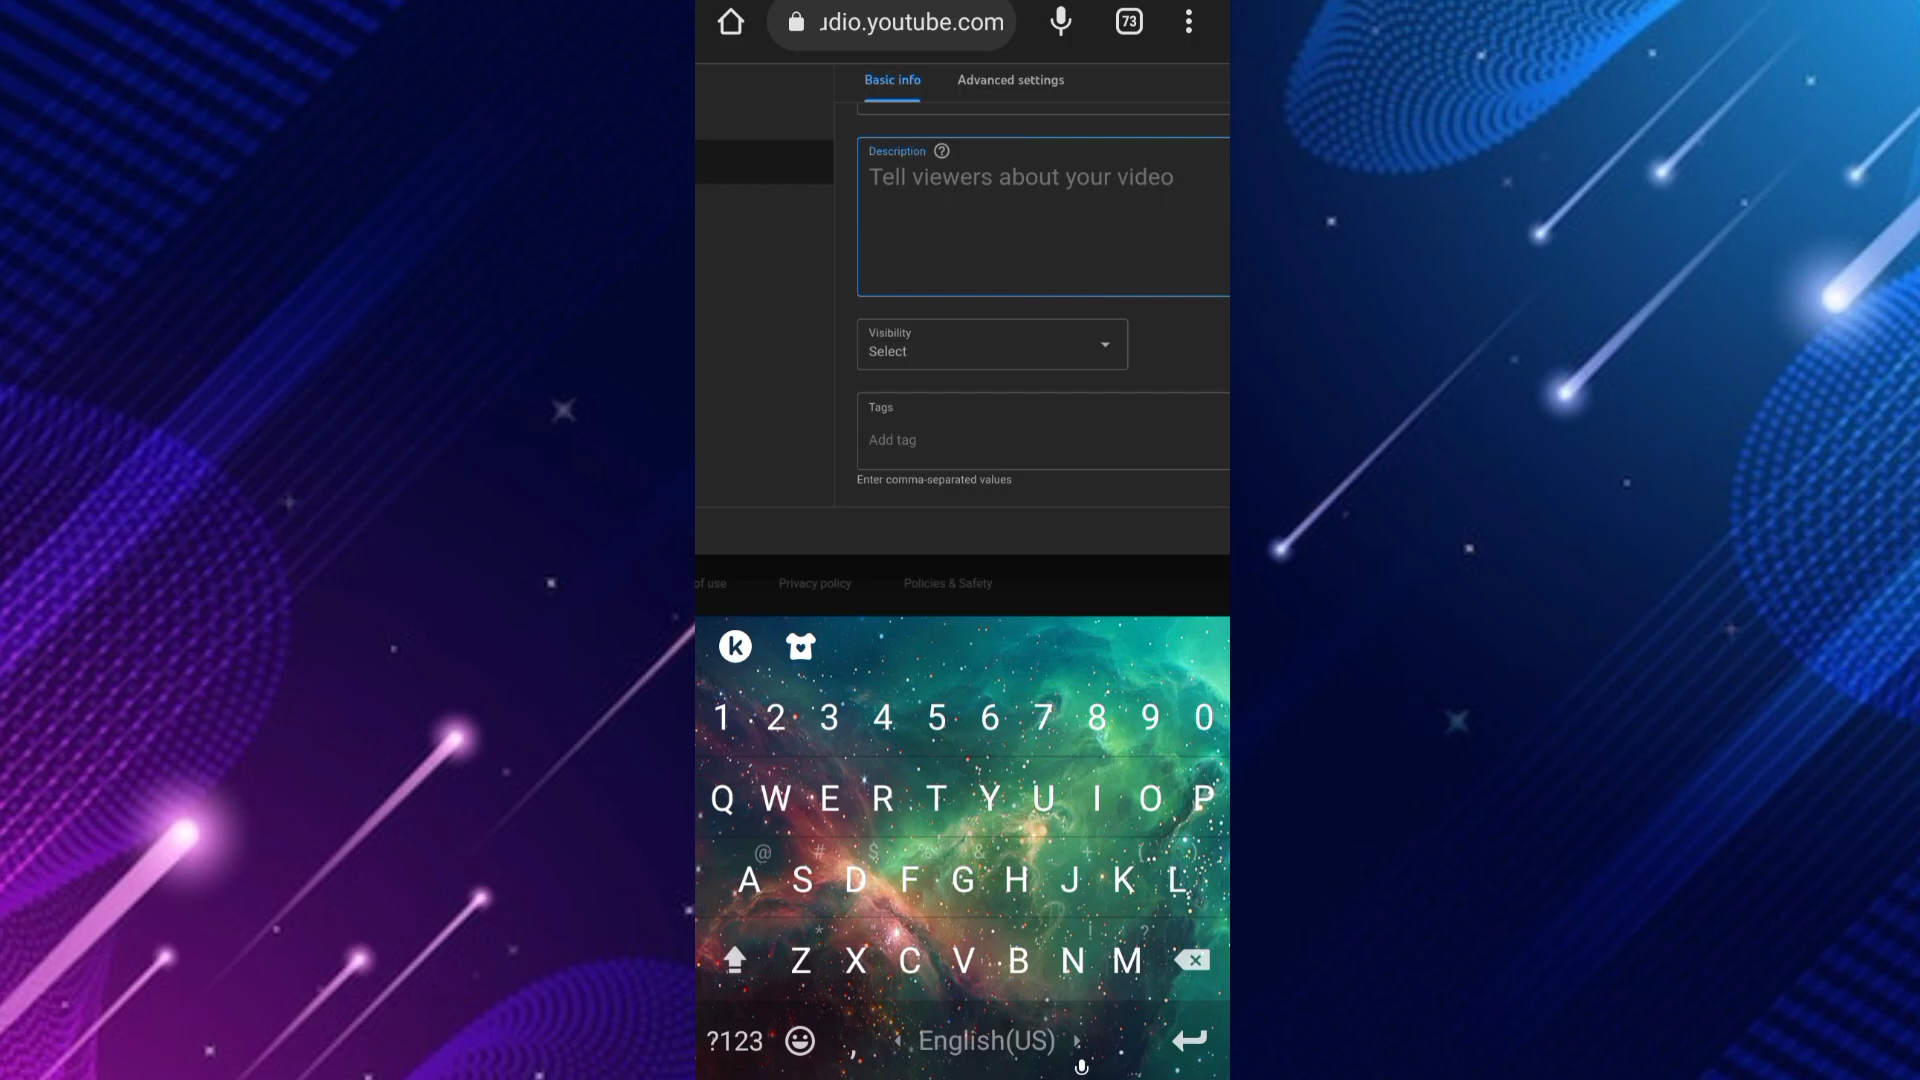 udio.youtube.com 73
Basic info Advanced settings
Description ?
Tell viewers about your video
Visibility
Select
Tags
Add tag
Enter comma-separated values
of use Privacy policy Policies & Safety
k
1 2 3 4 5 6 7 8 9 0
Q W E R T Y U I O P
@ # $ % & + ( )
A S D F G H J K L
* ! ?
Z X C V B N M
?123 , English(US) .